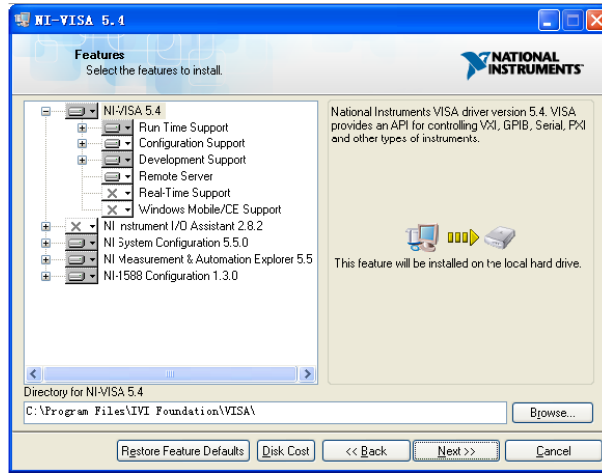 NI-VISA 5.4
Features
Select the features to install.
NATIONAL
INSTRUMENTS
NI-VISA 5.4
Run Time Support
Configuration Support
Development Support
Remote Server
Real-Time Support
Windows Mobile/CE Support
NI Instrument I/O Assistant 2.8.2
NI System Configuration 5.5.0
NI Measurement & Automation Explorer 5.5
NI-1588 Configuration 1.3.0
National Instruments VISA driver version 5.4. VISA
provides an API for controlling VXI, GPIB, Serial, PXI
and other types of instruments.
This feature will be installed on the local hard drive.
Directory for NI-VISA 5.4
C:\Program Files\IVI Foundation\VISA\
Browse...
Restore Feature Defaults
Disk Cost
<< Back
Next >>
Cancel